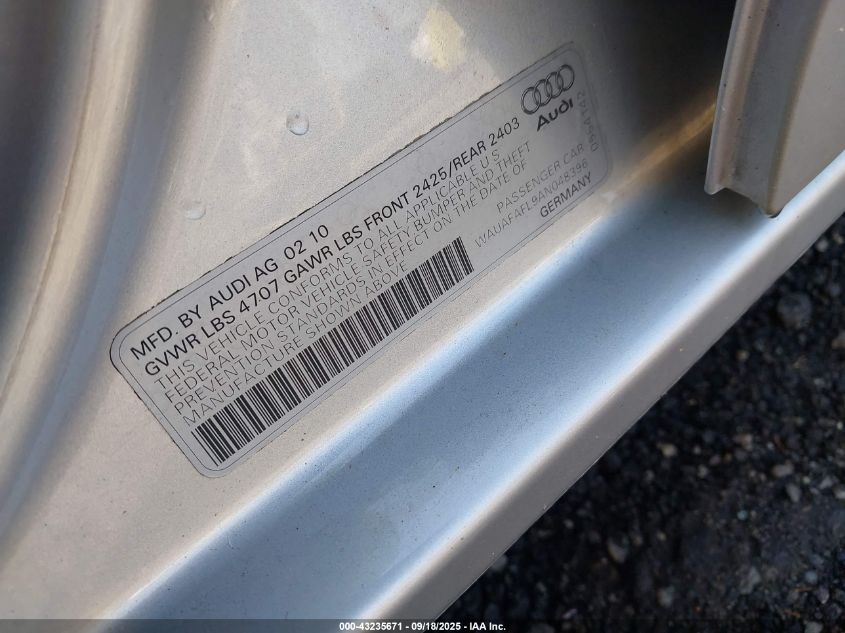 MFD. BY AUDI AG 02 10
GVWR LBS 4707 GAWR LBS FRONT 2425/REAR 2403
THIS VEHICLE CONFORMS TO ALL APPLICABLE U S
FEDERAL MOTOR VEHICLE SAFETY BUMPER AND THEFT
PREVENTION STANDARDS IN EFFECT ON THE DATE OF
MANUFACTURE SHOWN ABOVE
Audi
PASSENGER CAR
WAUAFAFL9AN048396
GERMANY
000-43235671 - 09/18/2025 - IAA Inc.